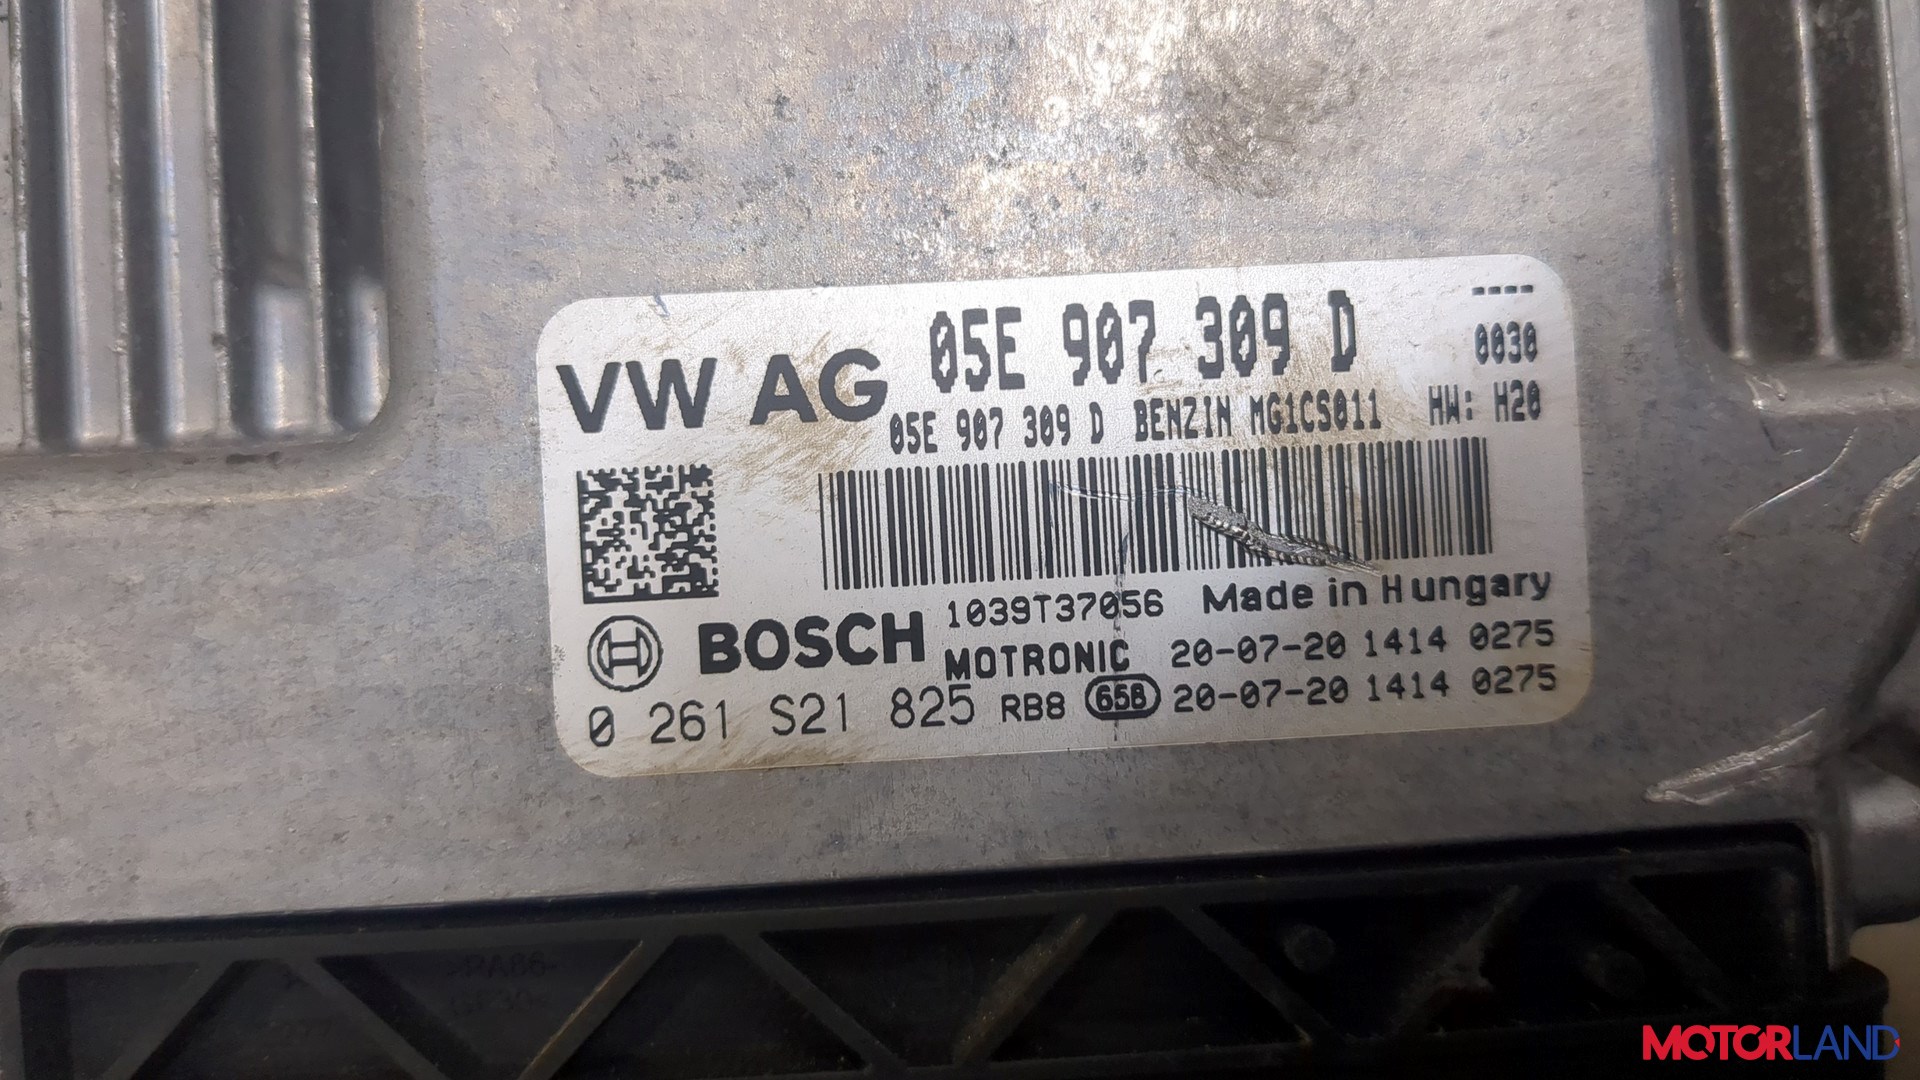 VW AG 05E 907 309 D ----
0030
05E 907 309 D BENZIN MG1CS011 HW: H20
BOSCH 1039T37056 Made in Hungary
MOTRONIC 20-07-20 1414 0275
0 261 S21 825 RB8 65B 20-07-20 1414 0275
MOTORLAND